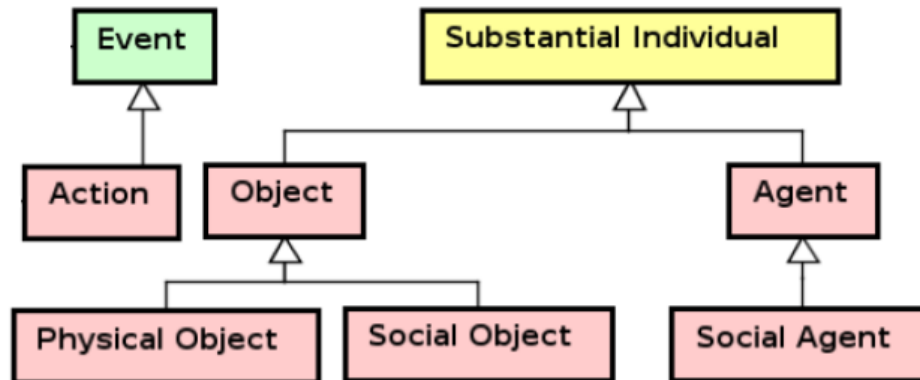 Event
Substantial Individual
Action
Object
Agent
Physical Object
Social Object
Social Agent